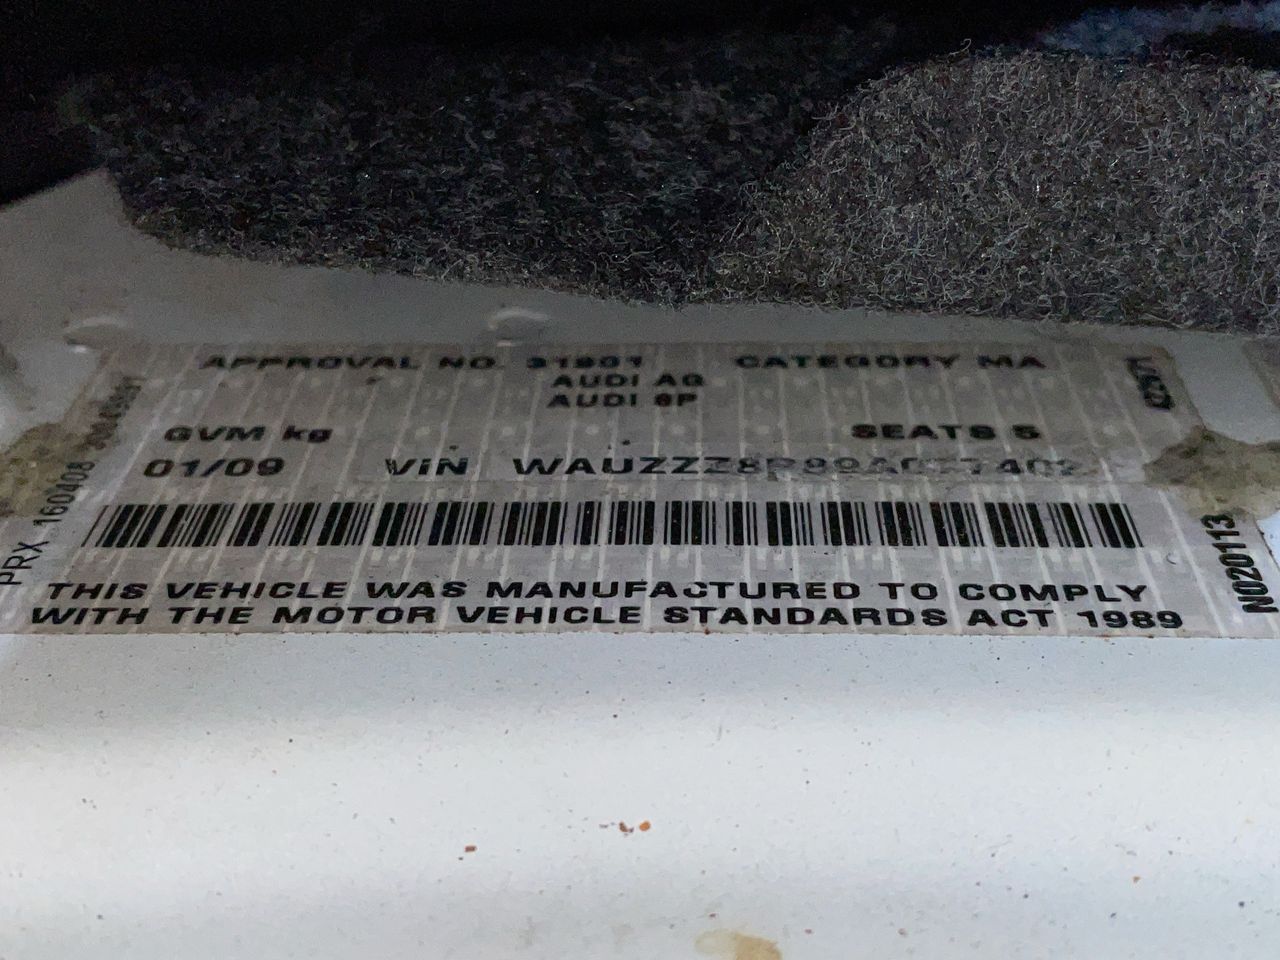 APPROVAL NO. 31901 CATEGORY MA
AUDI AG
AUDI 8P
GVM kg SEATS 5
01/09 VIN
THIS VEHICLE WAS MANUFACTURED TO COMPLY
WITH THE MOTOR VEHICLE STANDARDS ACT 1989
PRX 160408
N020113